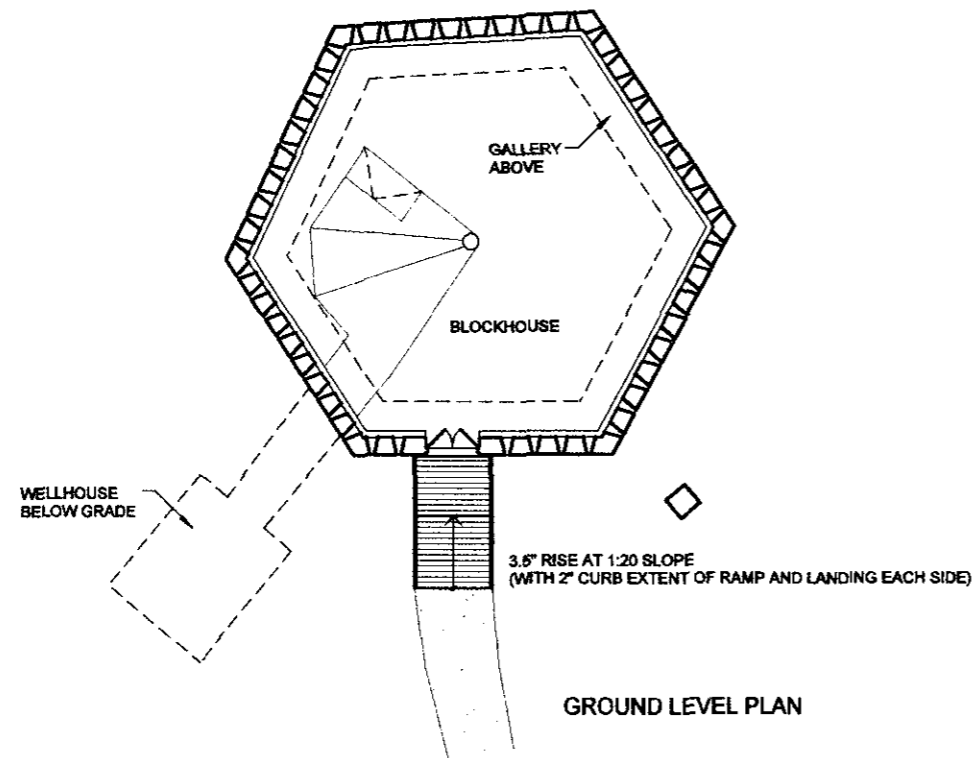 GALLERY
ABOVE
BLOCKHOUSE
WELLHOUSE
BELOW GRADE
3.5" RISE AT 1:20 SLOPE
(WITH 2" CURB EXTENT OF RAMP AND LANDING EACH SIDE)
GROUND LEVEL PLAN